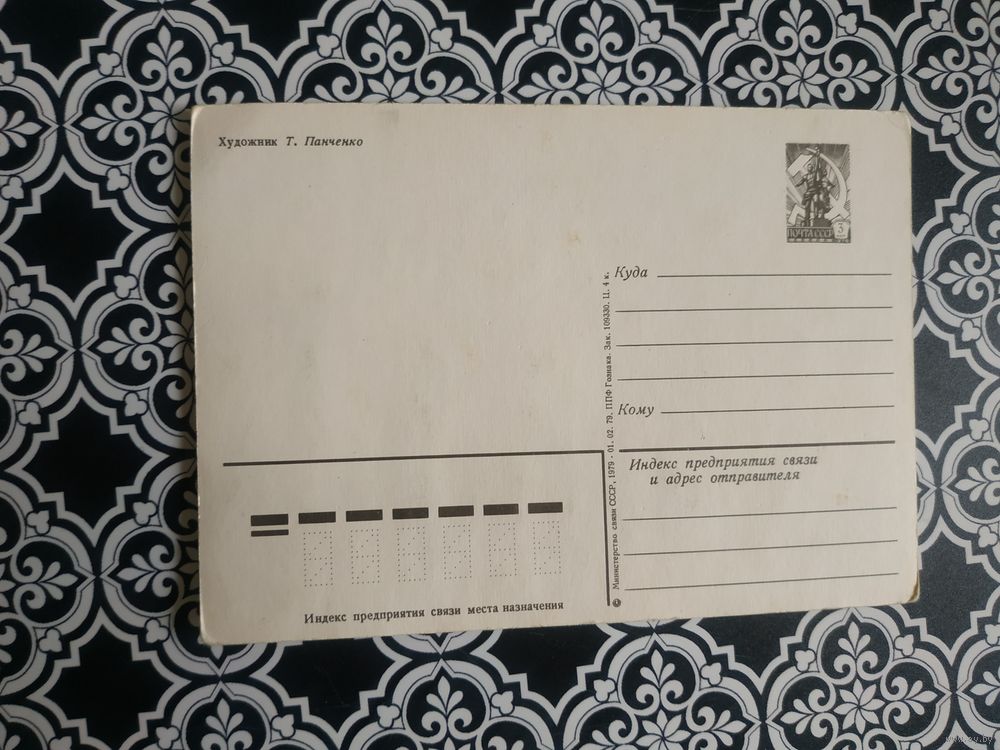 Художник Т. Панченко
ПОЧТА СССР
3
Куда
Кому
Индекс предприятия связи
и адрес отправителя
© Министерство связи СССР, 1979 - 01. 02. 79. ППФ Гознака. Зак. 109330. Ц. 4 к.
Индекс предприятия связи места назначения